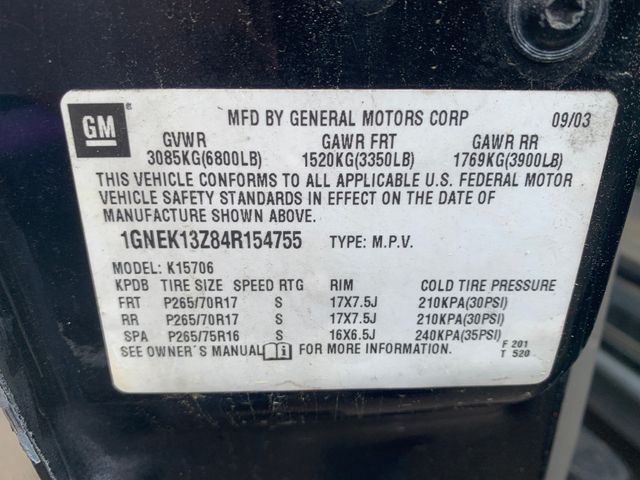 GM ®
MFD BY GENERAL MOTORS CORP 09/03
GVWR GAWR FRT GAWR RR
3085KG(6800LB) 1520KG(3350LB) 1769KG(3900LB)
THIS VEHICLE CONFORMS TO ALL APPLICABLE U.S. FEDERAL MOTOR
VEHICLE SAFETY STANDARDS IN EFFECT ON THE DATE OF
MANUFACTURE SHOWN ABOVE.
1GNEK13Z84R154755 TYPE: M.P.V.
MODEL: K15706
KPDB TIRE SIZE SPEED RTG RIM COLD TIRE PRESSURE
FRT P265/70R17 S 17X7.5J 210KPA(30PSI)
RR P265/70R17 S 17X7.5J 210KPA(30PSI)
SPA P265/75R16 S 16X6.5J 240KPA(35PSI)
SEE OWNER'S MANUAL FOR MORE INFORMATION.
F 201
T 520